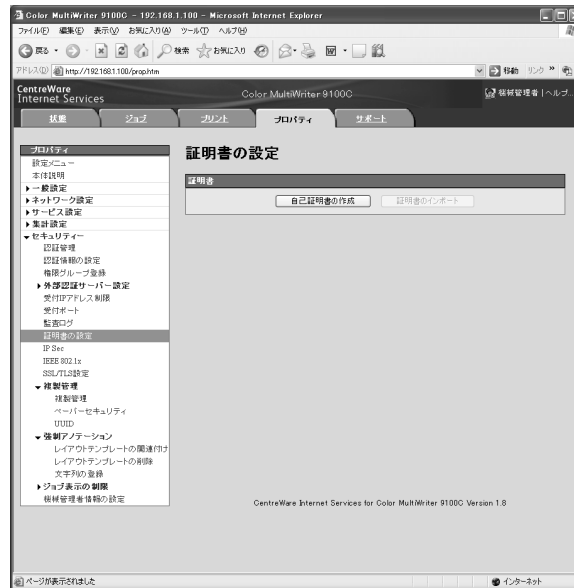 Color MultiWriter 9100C - 192.168.1.100 - Microsoft Internet Explorer
ファイル(F) 編集(E) 表示(V) お気に入り(A) ツール(T) ヘルプ(H)
戻る 検索 お気に入り
アドレス(D) http://192.168.1.100/prop.htm 移動 リンク »
CentreWare
Internet Services
Color MultiWriter 9100C
機械管理者 | ヘルプ...
状態 ジョブ プリント プロパティ サポート
プロパティ
設定メニュー
本体説明
一般設定
ネットワーク設定
サービス設定
集計設定
セキュリティー
認証管理
認証情報の設定
権限グループ登録
外部認証サーバー設定
受付IPアドレス制限
受付ポート
監査ログ
証明書の設定
IP Sec
IEEE 802.1x
SSL/TLS設定
複製管理
複製管理
ペーパーセキュリティ
UUID
強制アノテーション
レイアウトテンプレートの関連付け
レイアウトテンプレートの削除
文字列の登録
ジョブ表示の制限
機械管理者情報の設定
証明書の設定
証明書
自己証明書の作成 証明書のインポート
CentreWare Internet Services for Color MultiWriter 9100C Version 1.8
ページが表示されました インターネット